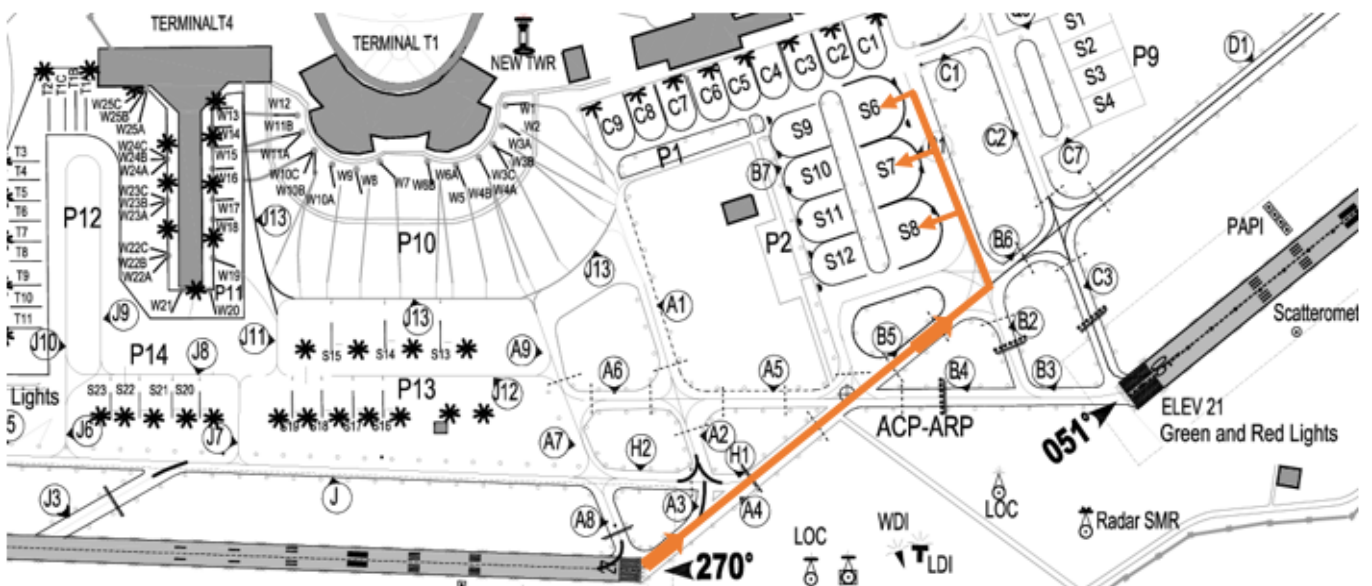 TERMINALT4
TERMINAL T1
NEW TWR
C9
C8
C7
C6
C5
C4
C3
C2
C1
C1
S1
S2
S3
S4
P9
D1
T1C
T1B
W25C
W25B
W25A
W13
W14
W15
W16
W17
W18
W19
W20
W21
W24C
W24B
W24A
W23C
W23B
W23A
W22C
W22B
W22A
W12
W11B
W11A
W10C
W10B
W10A
W9
W8
W7
W6B
W6A
W5
W4B
W4A
W3C
W3B
W3A
W2
W1
T3
T4
T5
T6
T7
T8
T9
T10
T11
P12
P11
P10
P1
P2
B7
S9
S10
S11
S12
S6
S7
S8
C2
C7
B6
C3
PAPI
Scatteromet
J13
J13
J13
A1
J9
J10
J11
P14
J8
S15
S14
S13
A9
A6
A5
B5
B2
B4
B3
P13
J12
Lights
S23
S22
S21
S20
S19
S18
S17
S16
J6
J7
A7
H2
A2
H1
ACP-ARP
051°
ELEV 21
Green and Red Lights
J3
J
A8
A3
A4
270°
LOC
WDI
LDI
LOC
Radar SMR